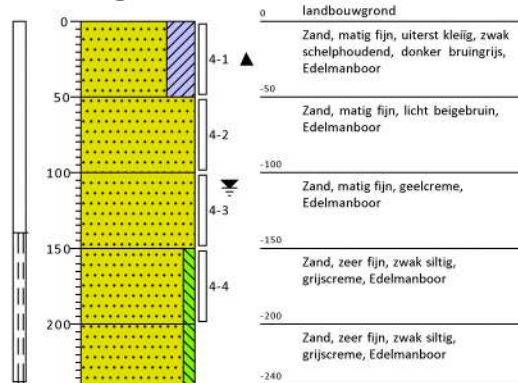 0
50
100
150
200
4-1
4-2
4-3
4-4
0
landbouwgrond
Zand, matig fijn, uiterst kleiïg, zwak
schelphoudend, donker bruingrijs,
Edelmanboor
-50
Zand, matig fijn, licht beigebruin,
Edelmanboor
-100
Zand, matig fijn, geelcreme,
Edelmanboor
-150
Zand, zeer fijn, zwak siltig,
grijscreme, Edelmanboor
-200
Zand, zeer fijn, zwak siltig,
grijscreme, Edelmanboor
-240